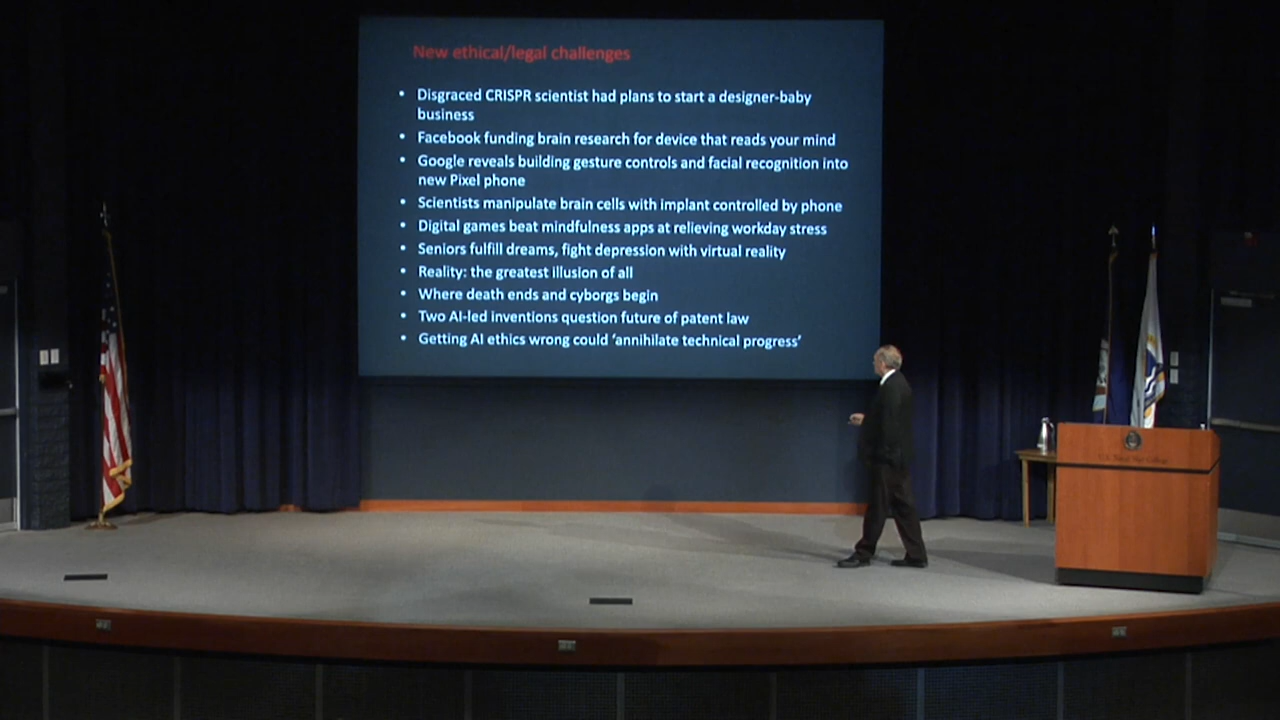 New ethical/legal challenges
• Disgraced CRISPR scientist had plans to start a designer-baby
business
• Facebook funding brain research for device that reads your mind
• Google reveals building gesture controls and facial recognition into
new Pixel phone
• Scientists manipulate brain cells with implant controlled by phone
• Digital games beat mindfulness apps at relieving workday stress
• Seniors fulfill dreams, fight depression with virtual reality
• Reality: the greatest illusion of all
• Where death ends and cyborgs begin
• Two AI-led inventions question future of patent law
• Getting AI ethics wrong could ‘annihilate technical progress’
U.S. Naval War College